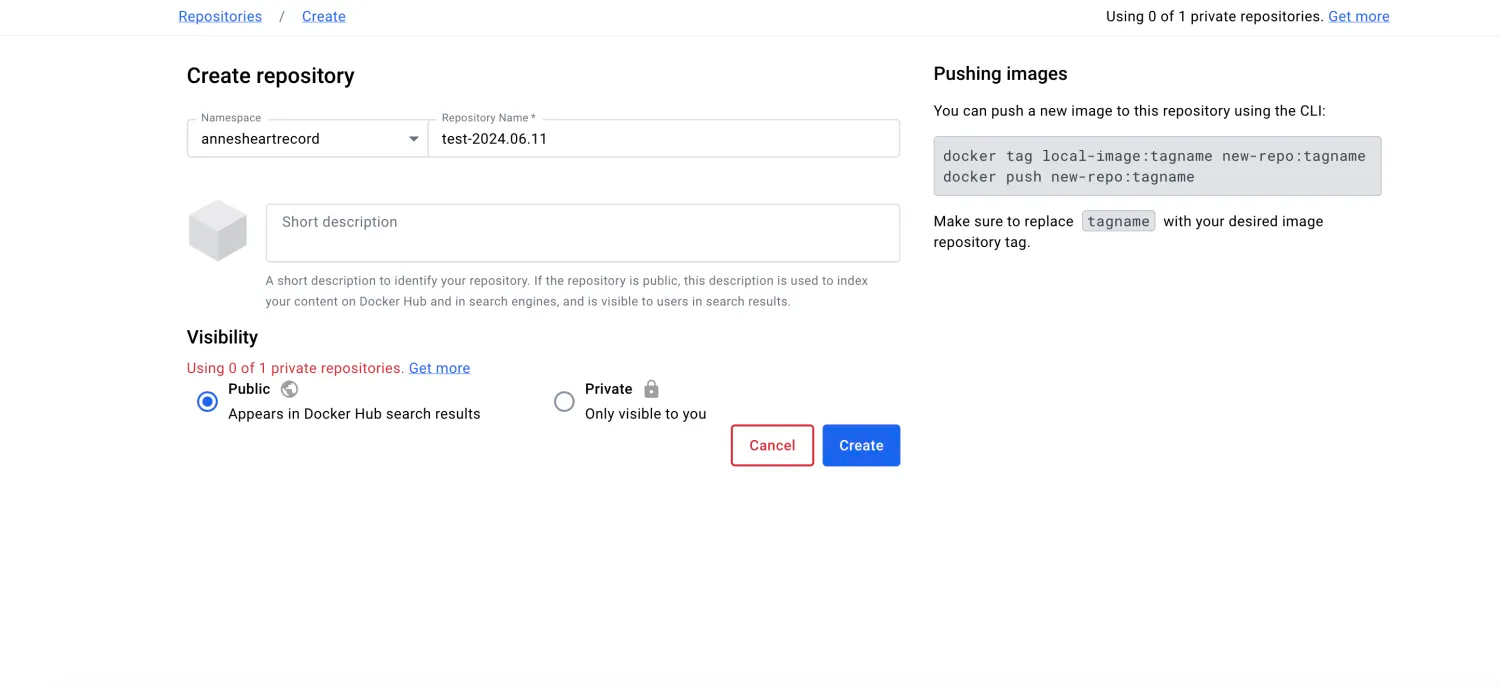 Repositories / Create
Using 0 of 1 private repositories. Get more
Create repository
Namespace
annesheartrecord
Repository Name *
test-2024.06.11
Short description
A short description to identify your repository. If the repository is public, this description is used to index
your content on Docker Hub and in search engines, and is visible to users in search results.
Visibility
Using 0 of 1 private repositories. Get more
Public
Appears in Docker Hub search results
Private
Only visible to you
Cancel
Create
Pushing images
You can push a new image to this repository using the CLI:
docker tag local-image:tagname new-repo:tagname
docker push new-repo:tagname
Make sure to replace tagname with your desired image
repository tag.